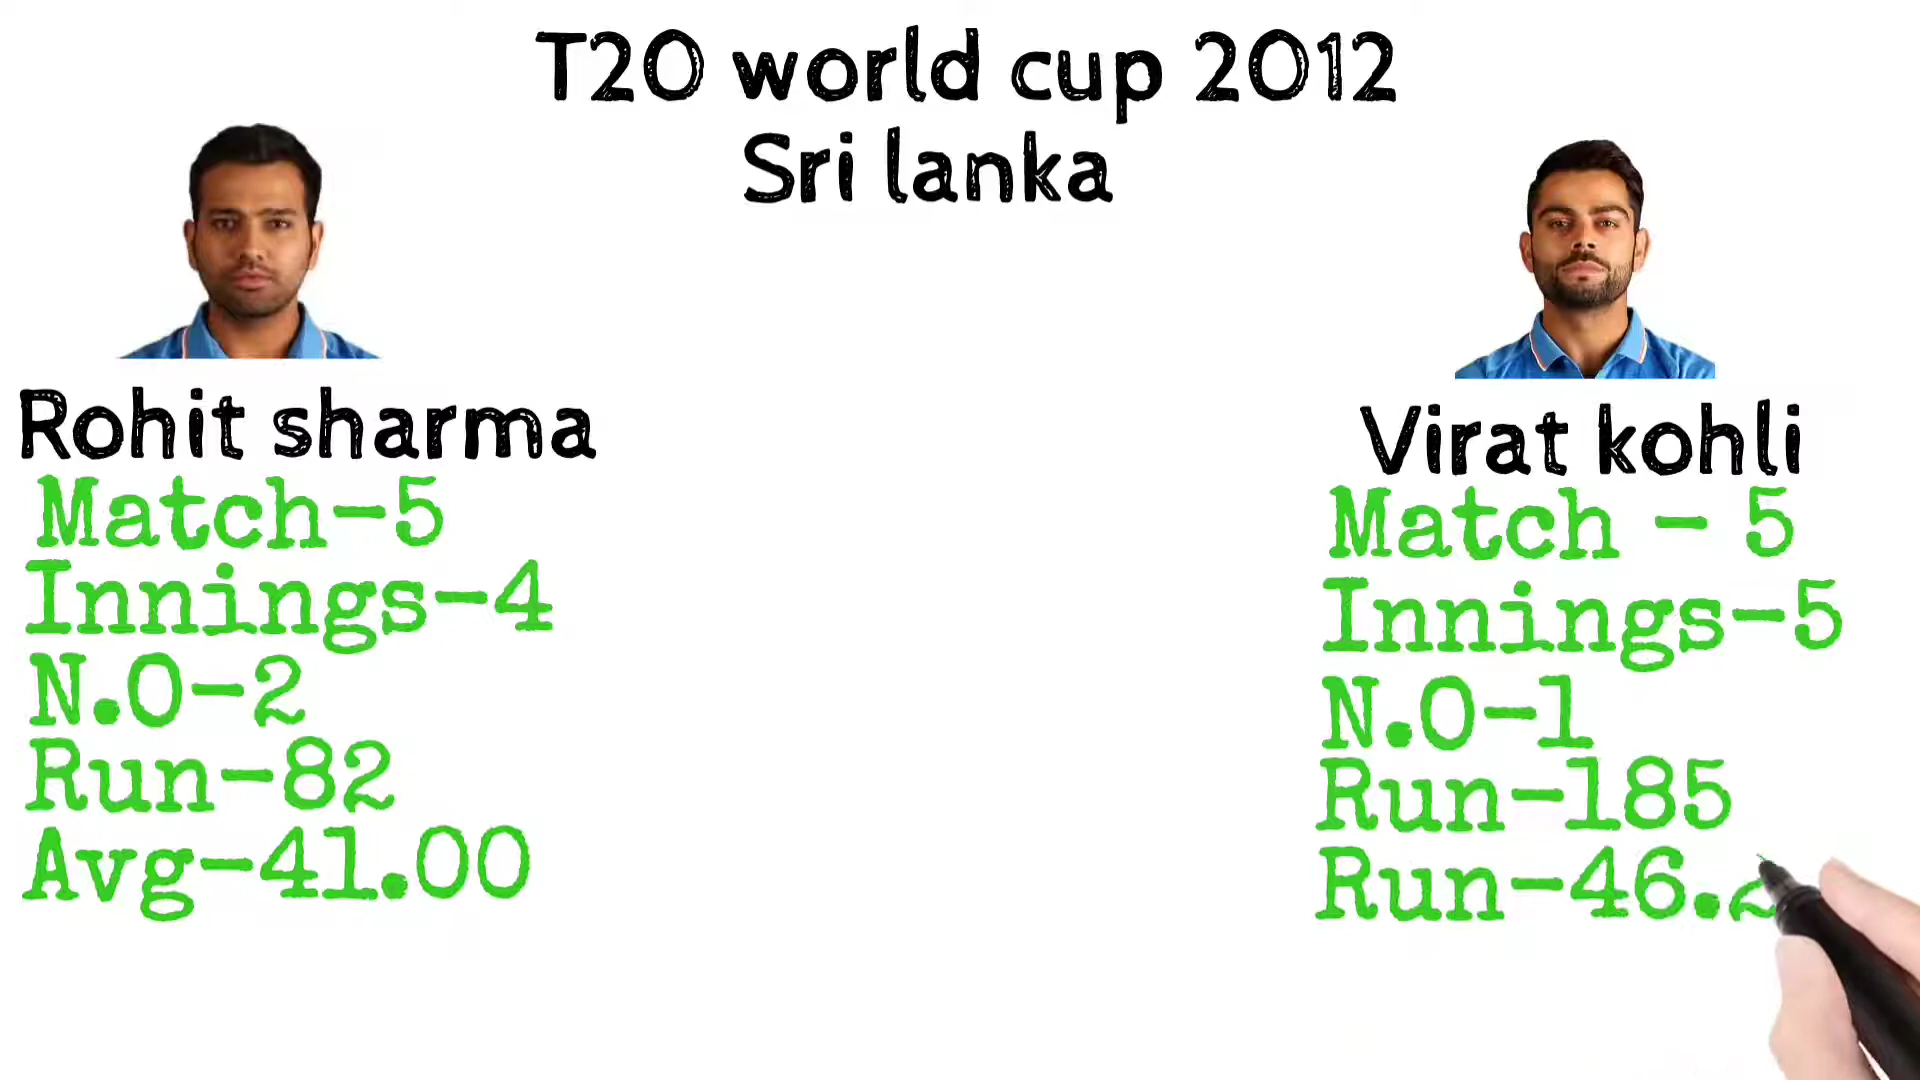 T20 world cup 2012
Sri lanka
Rohit sharma
Match-5
Innings-4
N.O-2
Run-82
Avg-41.00
Virat kohli
Match - 5
Innings-5
N.O-1
Run-185
Run-46.2